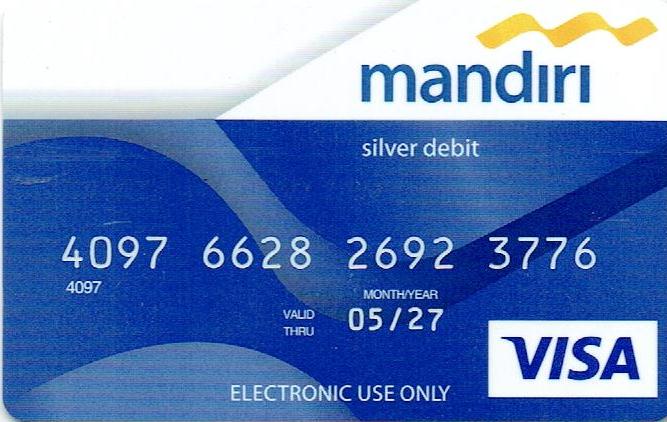 mandiri
silver debit
4097 6628 2692 3776
4097
MONTH/YEAR
VALID THRU 05/27
VISA
ELECTRONIC USE ONLY